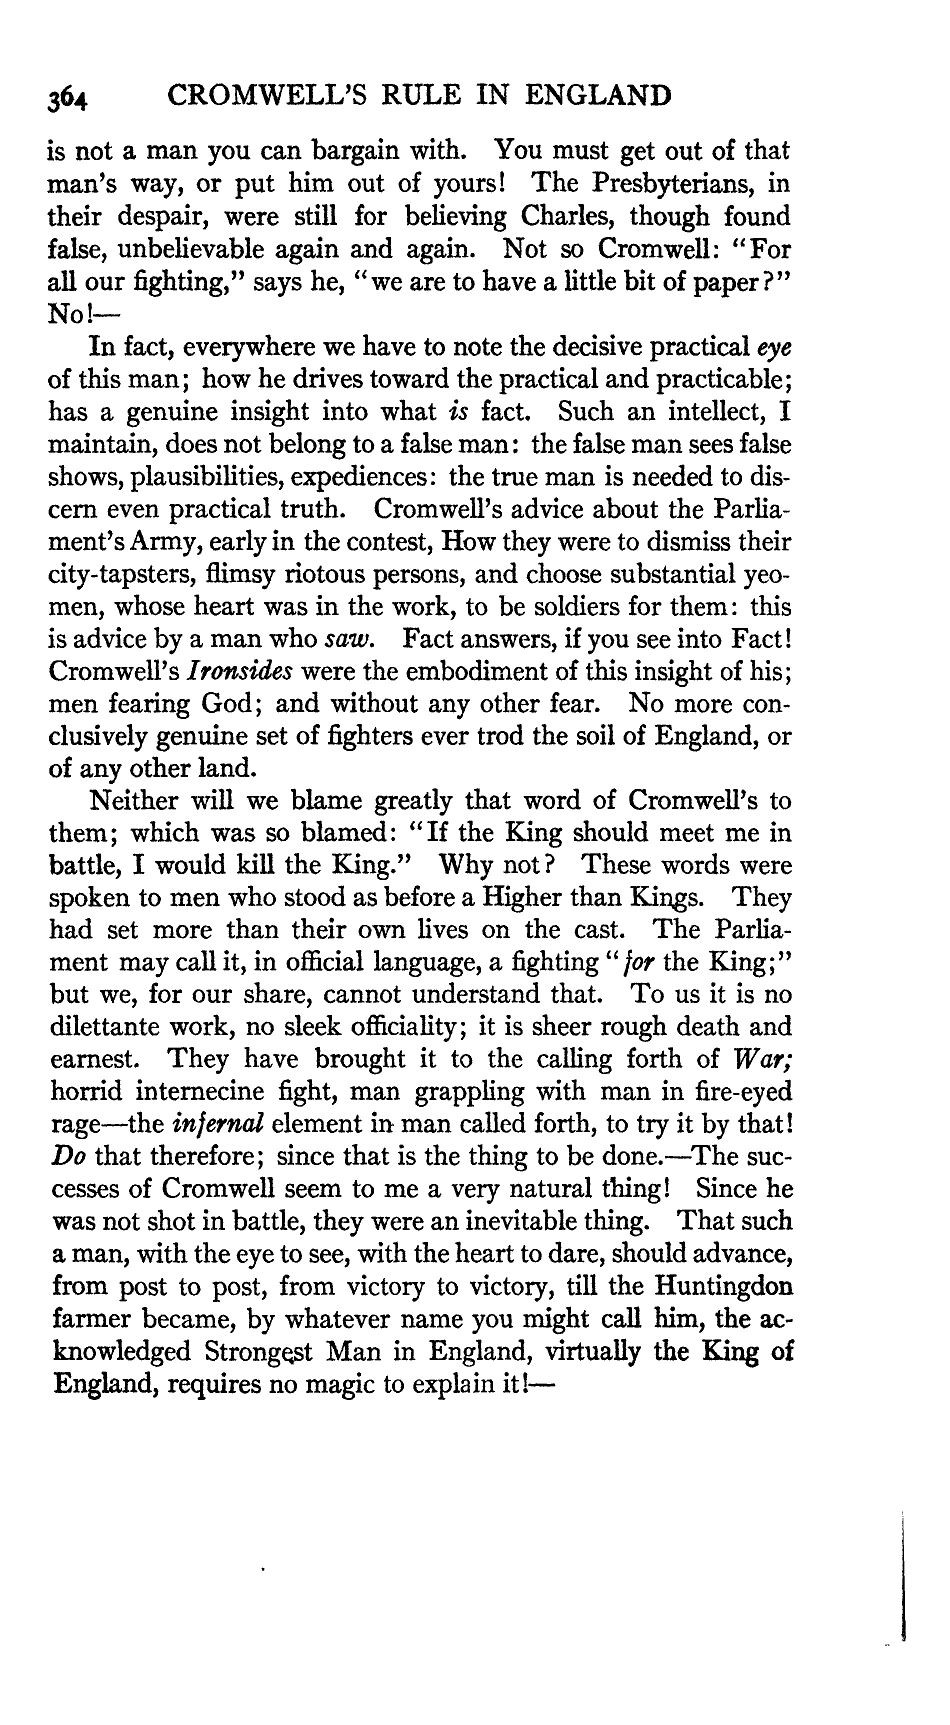 364 CROMWELL'S RULE IN ENGLAND
is not a man you can bargain with. You must get out of that
man's way, or put him out of yours! The Presbyterians, in
their despair, were still for believing Charles, though found
false, unbelievable again and again. Not so Cromwell: "For
all our fighting," says he, "we are to have a little bit of paper?"
No!—
In fact, everywhere we have to note the decisive practical eye
of this man; how he drives toward the practical and practicable;
has a genuine insight into what is fact. Such an intellect, I
maintain, does not belong to a false man: the false man sees false
shows, plausibilities, expediences: the true man is needed to dis-
cern even practical truth. Cromwell's advice about the Parlia-
ment's Army, early in the contest, How they were to dismiss their
city-tapsters, flimsy riotous persons, and choose substantial yeo-
men, whose heart was in the work, to be soldiers for them: this
is advice by a man who saw. Fact answers, if you see into Fact!
Cromwell's Ironsides were the embodiment of this insight of his;
men fearing God; and without any other fear. No more con-
clusively genuine set of fighters ever trod the soil of England, or
of any other land.
Neither will we blame greatly that word of Cromwell's to
them; which was so blamed: "If the King should meet me in
battle, I would kill the King." Why not? These words were
spoken to men who stood as before a Higher than Kings. They
had set more than their own lives on the cast. The Parlia-
ment may call it, in official language, a fighting "for the King;"
but we, for our share, cannot understand that. To us it is no
dilettante work, no sleek officiality; it is sheer rough death and
earnest. They have brought it to the calling forth of War;
horrid internecine fight, man grappling with man in fire-eyed
rage—the infernal element in man called forth, to try it by that!
Do that therefore; since that is the thing to be done.—The suc-
cesses of Cromwell seem to me a very natural thing! Since he
was not shot in battle, they were an inevitable thing. That such
a man, with the eye to see, with the heart to dare, should advance,
from post to post, from victory to victory, till the Huntingdon
farmer became, by whatever name you might call him, the ac-
knowledged Strongest Man in England, virtually the King of
England, requires no magic to explain it!—